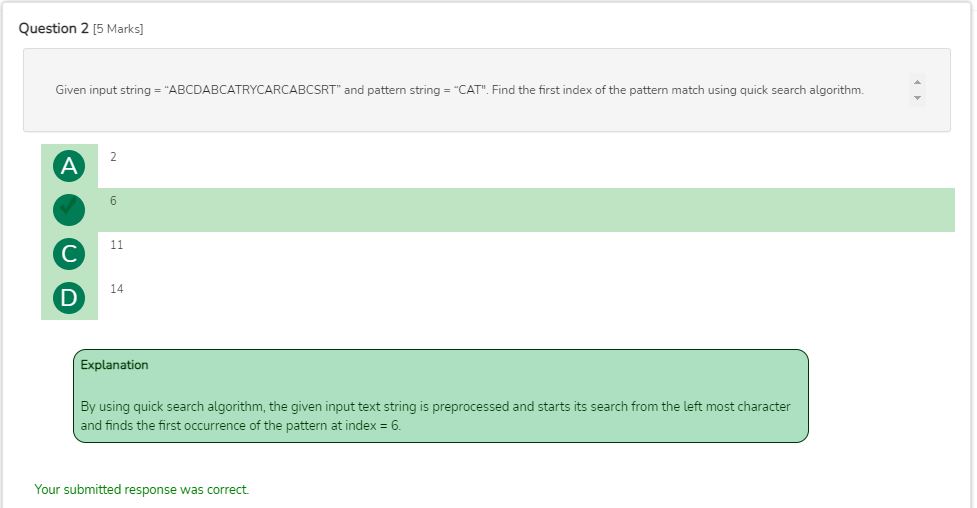 Question 2 [5 Marks]
Given input string = “ABCDABCATRYCARCABCSRT” and pattern string = “CAT". Find the first index of the pattern match using quick search algorithm.
A
2
6
C
11
D
14
Explanation
By using quick search algorithm, the given input text string is preprocessed and starts its search from the left most character
and finds the first occurrence of the pattern at index = 6.
Your submitted response was correct.